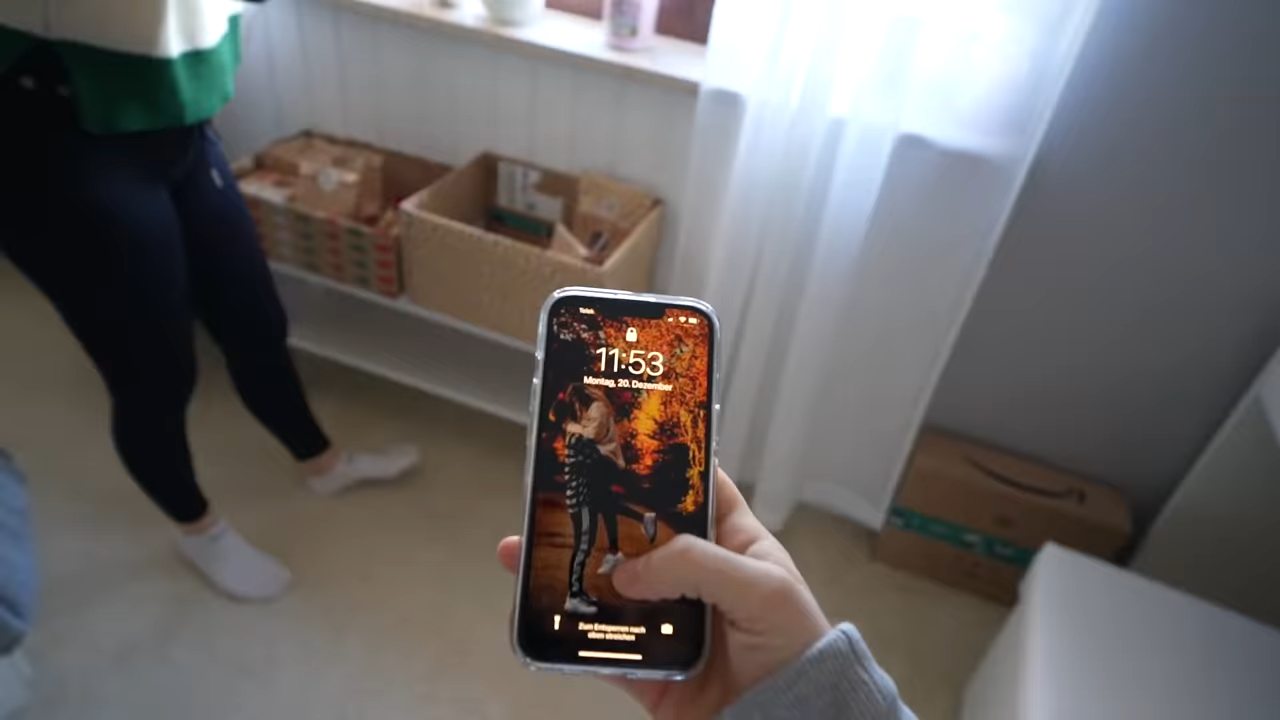 11:53
Montag, 20. Dezember
Zum Entsperren nach
oben streichen